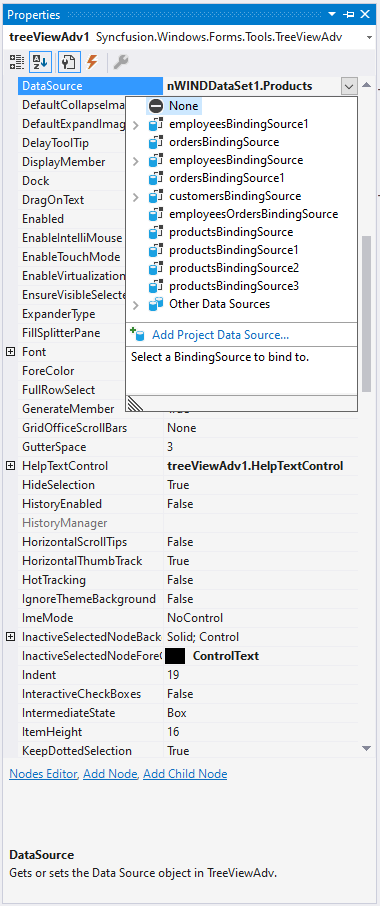 Properties
treeViewAdv1 Syncfusion.Windows.Forms.Tools.TreeViewAdv
DataSource nWINDDataSet1.Products
DefaultCollapseIma
DefaultExpandImag
DelayToolTip
DisplayMember
Dock
DragOnText
Enabled
EnableIntelliMouse
EnableTouchMode
EnableVirtualization
EnsureVisibleSelecte
ExpanderType
FillSplitterPane
Font
ForeColor
FullRowSelect
None
employeesBindingSource1
ordersBindingSource
employeesBindingSource
ordersBindingSource1
customersBindingSource
employeesOrdersBindingSource
productsBindingSource
productsBindingSource1
productsBindingSource2
productsBindingSource3
Other Data Sources
Add Project Data Source...
Select a BindingSource to bind to.
GenerateMember
GridOfficeScrollBars None
GutterSpace 3
HelpTextControl treeViewAdv1.HelpTextControl
HideSelection True
HistoryEnabled False
HistoryManager
HorizontalScrollTips False
HorizontalThumbTrack True
HotTracking False
IgnoreThemeBackground False
ImeMode NoControl
InactiveSelectedNodeBack Solid; Control
InactiveSelectedNodeFore ControlText
Indent 19
InteractiveCheckBoxes False
IntermediateState Box
ItemHeight 16
KeepDottedSelection True
Nodes Editor, Add Node, Add Child Node
DataSource
Gets or sets the Data Source object in TreeViewAdv.